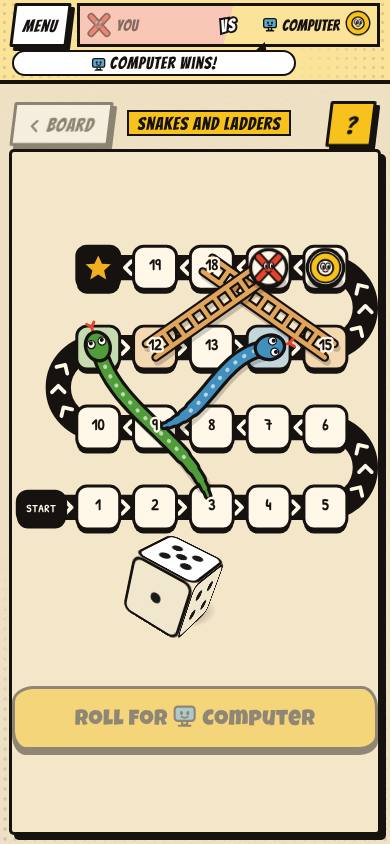 MENU
YOU
VS
COMPUTER
COMPUTER WINS!
BOARD
SNAKES AND LADDERS
?
19
18
12
13
15
10
9
8
7
6
START
1
2
3
4
5
ROLL FOR COMPUTER